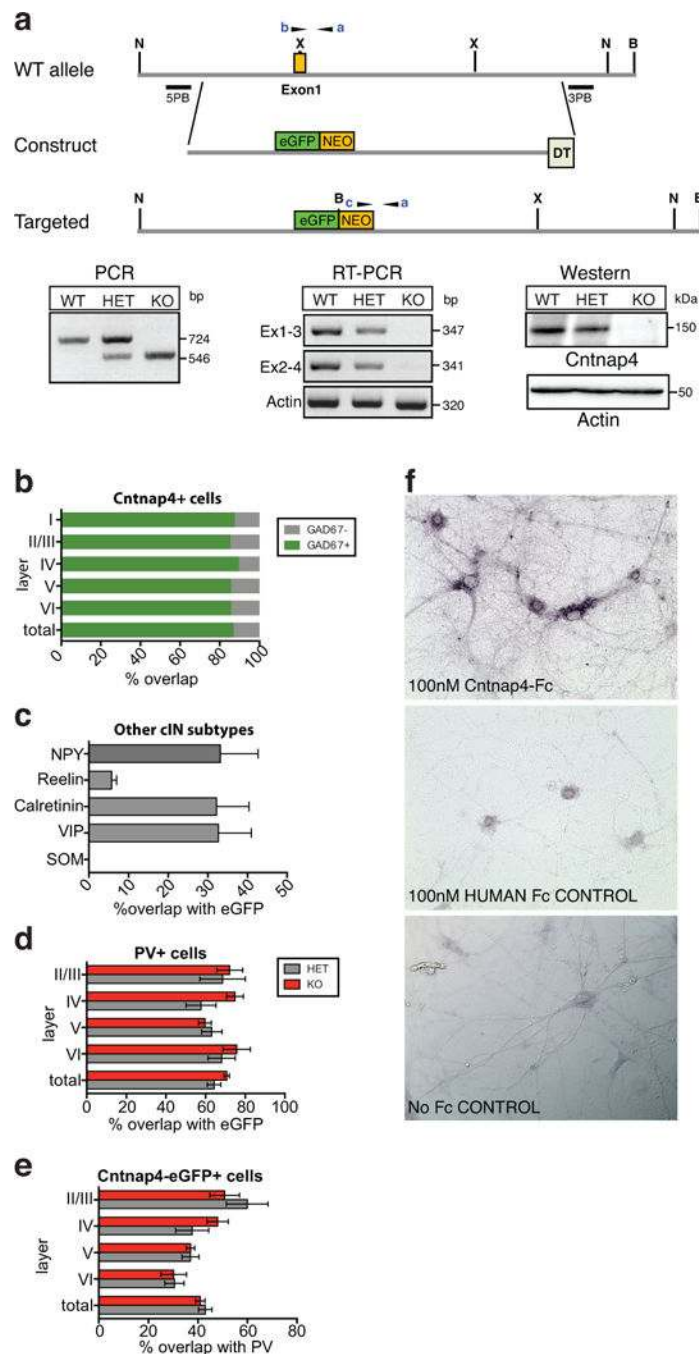 a
b a
N X X N B
WT allele
Exon1
5PB 3PB
eGFP NEO
Construct
DT
N B c a X N B
Targeted
eGFP NEO
PCR
WT HET KO bp
724
546
RT-PCR
WT HET KO bp
Ex1-3 347
Ex2-4 341
Actin 320
Western
WT HET KO kDa
150
Cntnap4
50
Actin
b
Cntnap4+ cells
I
II/III
IV
V
VI
total
layer
0 20 40 60 80 100
% overlap
GAD67-
GAD67+
c
Other cIN subtypes
NPY
Reelin
Calretinin
VIP
SOM
0 10 20 30 40 50
%overlap with eGFP
d
PV+ cells
II/III
IV
V
VI
total
layer
0 20 40 60 80 100
% overlap with eGFP
HET
KO
e
Cntnap4-eGFP+ cells
II/III
IV
V
VI
total
layer
0 20 40 60 80
% overlap with PV
f
100nM Cntnap4-Fc
100nM HUMAN Fc CONTROL
No Fc CONTROL